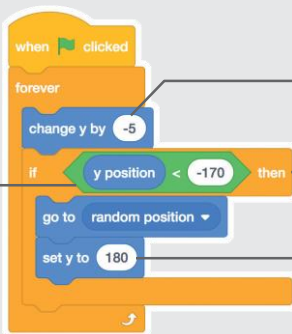 when clicked
forever
change y by -5
if y position < -170 then
go to random position
set y to 180